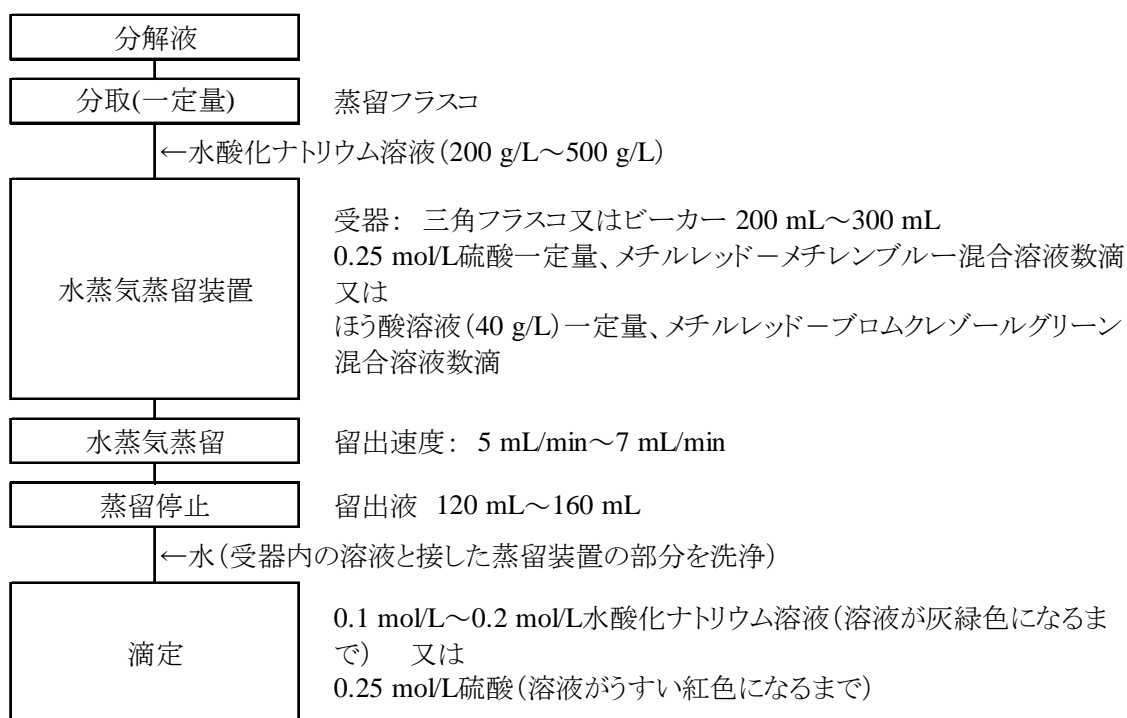 分解液
分取(一定量) 蒸留フラスコ
←水酸化ナトリウム溶液(200 g/L～500 g/L)
水蒸気蒸留装置
受器： 三角フラスコ又はビーカー 200 mL～300 mL
0.25 mol/L硫酸一定量、メチルレッド－メチレンブルー混合溶液数滴
又は
ほう酸溶液(40 g/L)一定量、メチルレッド－ブロムクレゾールグリーン
混合溶液数滴
水蒸気蒸留 留出速度： 5 mL/min～7 mL/min
蒸留停止 留出液 120 mL～160 mL
←水(受器内の溶液と接した蒸留装置の部分を洗浄)
滴定
0.1 mol/L～0.2 mol/L水酸化ナトリウム溶液(溶液が灰緑色になるま
で) 又は
0.25 mol/L硫酸(溶液がうすい紅色になるまで)